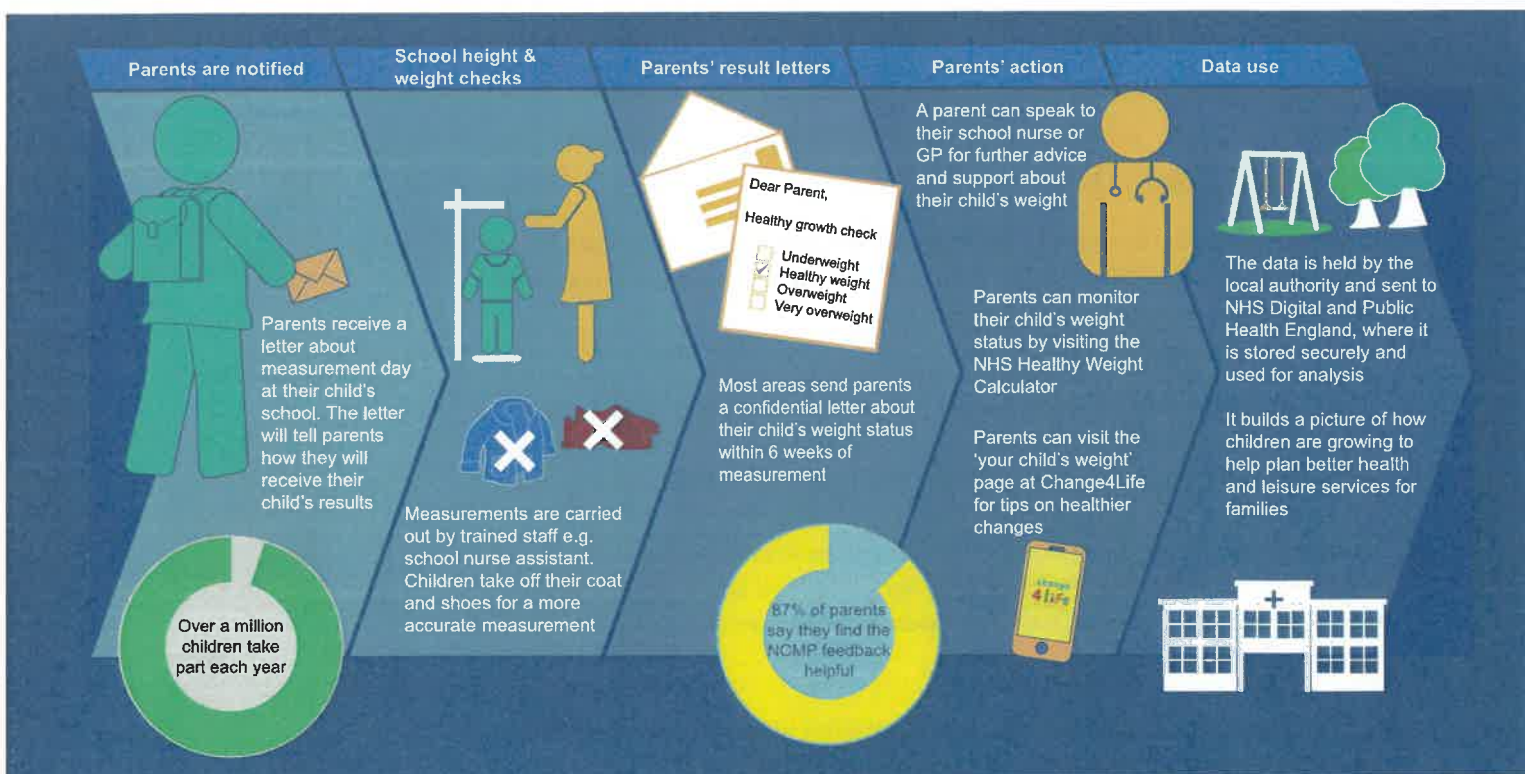 Parents are notified
School height &
weight checks
Parents' result letters
Parents' action
Data use
Parents receive a
letter about
measurement day
at their child's
school. The letter
will tell parents
how they will
receive their
child's results
Over a million
children take
part each year
Measurements are carried
out by trained staff e.g.
school nurse assistant.
Children take off their coat
and shoes for a more
accurate measurement
Dear Parent,
Healthy growth check
Underweight
Healthy weight
Overweight
Very overweight
Most areas send parents
a confidential letter about
their child's weight status
within 6 weeks of
measurement
87% of parents
say they find the
NCMP feedback
helpful
A parent can speak to
their school nurse or
GP for further advice
and support about
their child's weight
Parents can monitor
their child's weight
status by visiting the
NHS Healthy Weight
Calculator
Parents can visit the
'your child's weight'
page at Change4Life
for tips on healthier
changes
change
4 life
The data is held by the
local authority and sent to
NHS Digital and Public
Health England, where it
is stored securely and
used for analysis
It builds a picture of how
children are growing to
help plan better health
and leisure services for
families